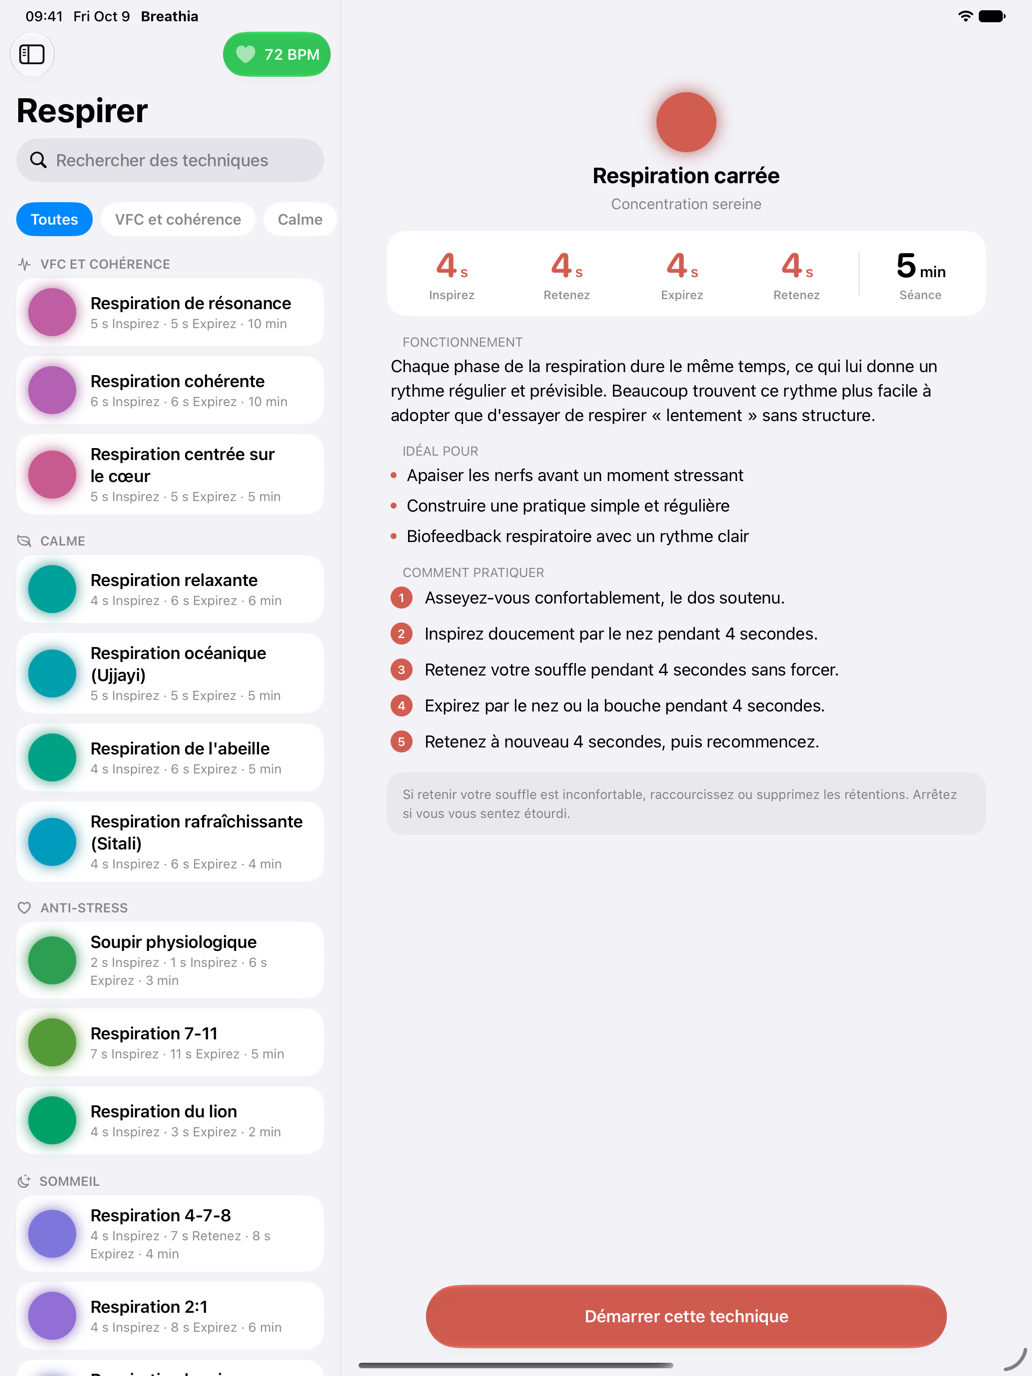 09:41 Fri Oct 9 Breathia
72 BPM
Respirer
Rechercher des techniques
Toutes VFC et cohérence Calme
VFC ET COHÉRENCE
Respiration de résonance
5 s Inspirez · 5 s Expirez · 10 min
Respiration cohérente
6 s Inspirez · 6 s Expirez · 10 min
Respiration centrée sur
le cœur
5 s Inspirez · 5 s Expirez · 5 min
CALME
Respiration relaxante
4 s Inspirez · 6 s Expirez · 6 min
Respiration océanique
(Ujjayi)
5 s Inspirez · 5 s Expirez · 5 min
Respiration de l'abeille
4 s Inspirez · 6 s Expirez · 5 min
Respiration rafraîchissante
(Sitali)
4 s Inspirez · 6 s Expirez · 4 min
ANTI-STRESS
Soupir physiologique
2 s Inspirez · 1 s Inspirez · 6 s
Expirez · 3 min
Respiration 7-11
7 s Inspirez · 11 s Expirez · 5 min
Respiration du lion
4 s Inspirez · 3 s Expirez · 2 min
SOMMEIL
Respiration 4-7-8
4 s Inspirez · 7 s Retenez · 8 s
Expirez · 4 min
Respiration 2:1
4 s Inspirez · 8 s Expirez · 6 min
Respiration carrée
Concentration sereine
4 s 4 s 4 s 4 s 5 min
Inspirez Retenez Expirez Retenez Séance
FONCTIONNEMENT
Chaque phase de la respiration dure le même temps, ce qui lui donne un
rythme régulier et prévisible. Beaucoup trouvent ce rythme plus facile à
adopter que d'essayer de respirer « lentement » sans structure.
IDÉAL POUR
• Apaiser les nerfs avant un moment stressant
• Construire une pratique simple et régulière
• Biofeedback respiratoire avec un rythme clair
COMMENT PRATIQUER
1 Asseyez-vous confortablement, le dos soutenu.
2 Inspirez doucement par le nez pendant 4 secondes.
3 Retenez votre souffle pendant 4 secondes sans forcer.
4 Expirez par le nez ou la bouche pendant 4 secondes.
5 Retenez à nouveau 4 secondes, puis recommencez.
Si retenir votre souffle est inconfortable, raccourcissez ou supprimez les rétentions. Arrêtez
si vous vous sentez étourdi.
Démarrer cette technique